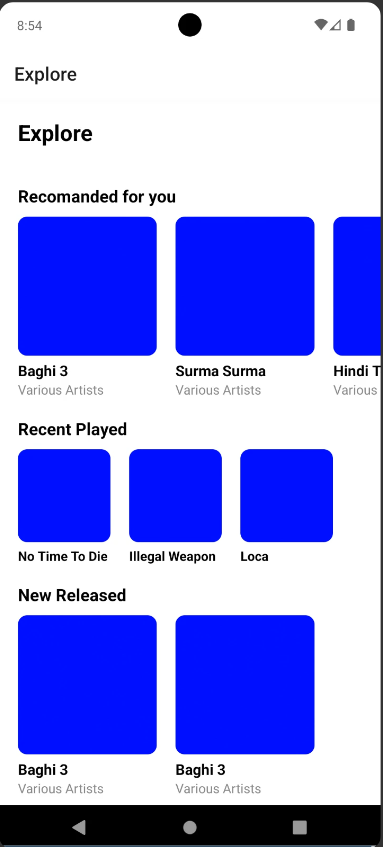 8:54
Explore
Explore
Recomanded for you
Baghi 3 Surma Surma Hindi T
Various Artists Various Artists Various
Recent Played
No Time To Die Illegal Weapon Loca
New Released
Baghi 3 Baghi 3
Various Artists Various Artists